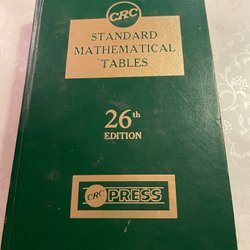 CRC
STANDARD
MATHEMATICAL
TABLES
26th
EDITION
CRC PRESS